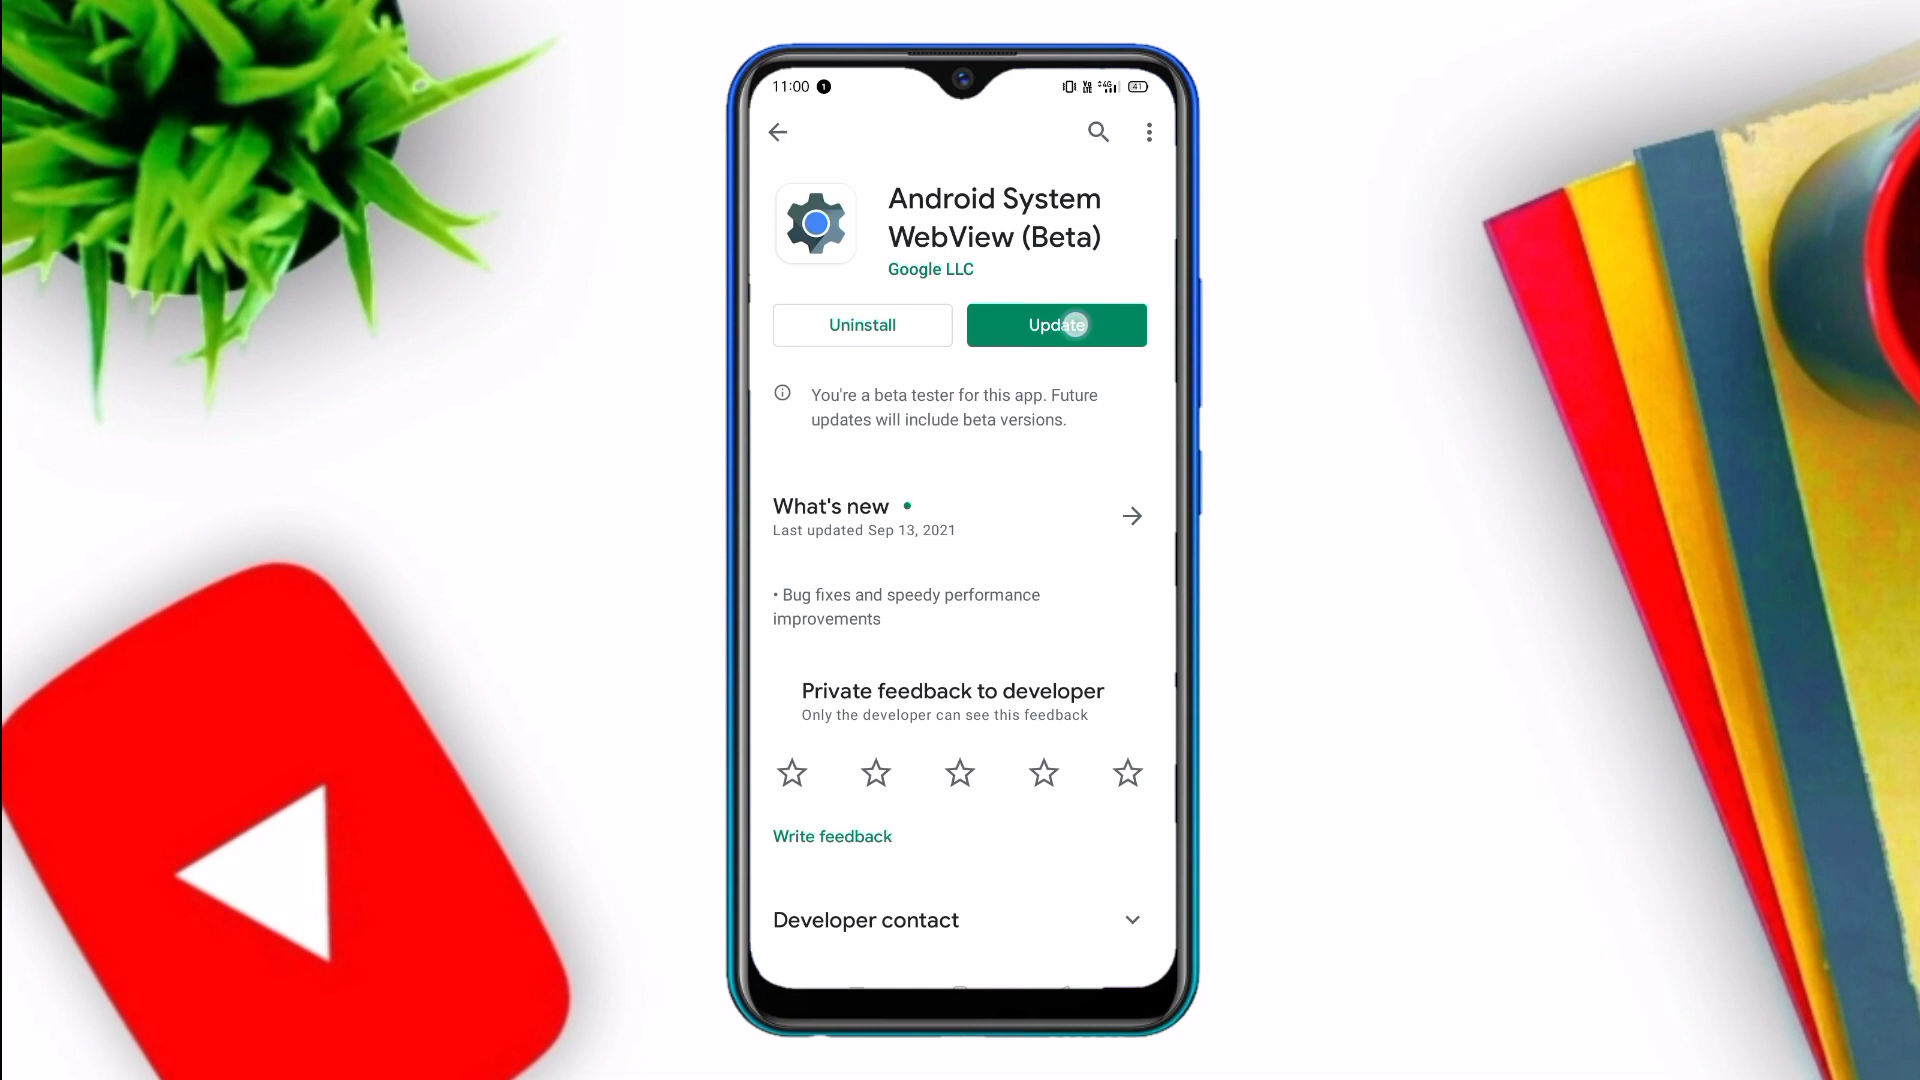 11:00
41
Android System
WebView (Beta)
Google LLC
Uninstall
Update
You're a beta tester for this app. Future
updates will include beta versions.
What's new
Last updated Sep 13, 2021
• Bug fixes and speedy performance
improvements
Private feedback to developer
Only the developer can see this feedback
Write feedback
Developer contact